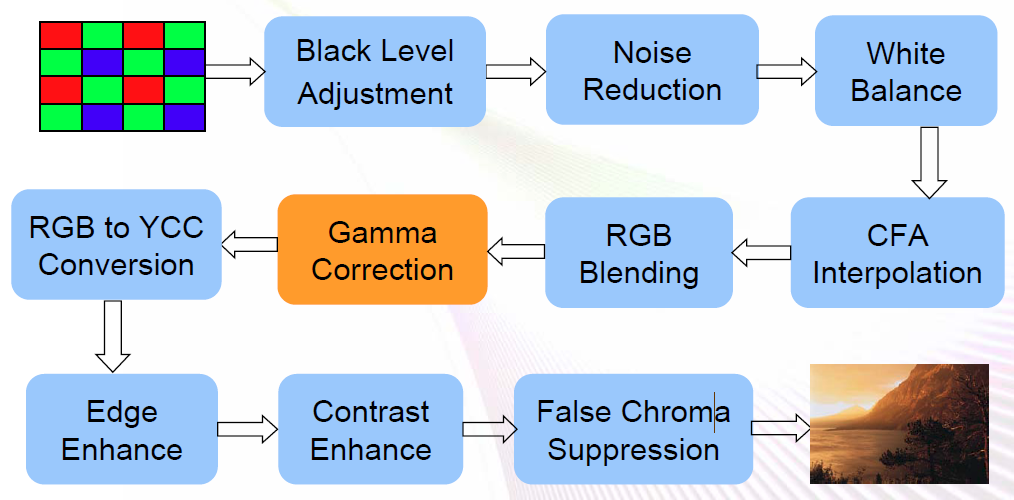 Black Level
Adjustment
Noise
Reduction
White
Balance
CFA
Interpolation
RGB
Blending
Gamma
Correction
RGB to YCC
Conversion
Edge
Enhance
Contrast
Enhance
False Chroma
Suppression